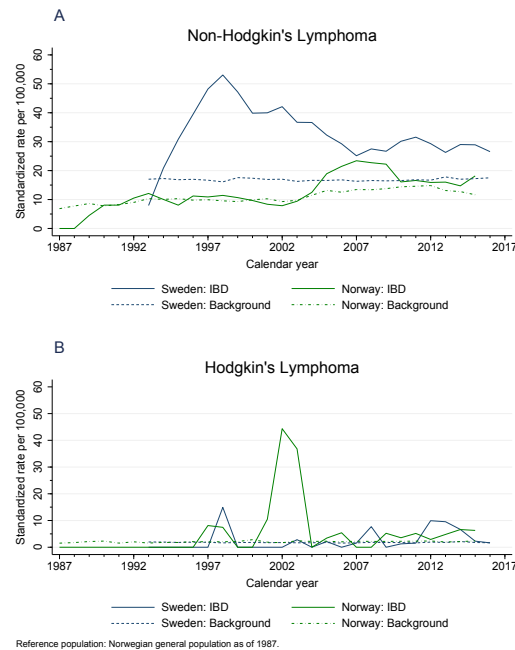 A
Non-Hodgkin's Lymphoma
Standardized rate per 100,000
60
50
40
30
20
10
0
1987 1992 1997 2002 2007 2012 2017
Calendar year
Sweden: IBD Norway: IBD
Sweden: Background Norway: Background
B
Hodgkin's Lymphoma
Standardized rate per 100,000
60
50
40
30
20
10
0
1987 1992 1997 2002 2007 2012 2017
Calendar year
Sweden: IBD Norway: IBD
Sweden: Background Norway: Background
Reference population: Norwegian general population as of 1987.